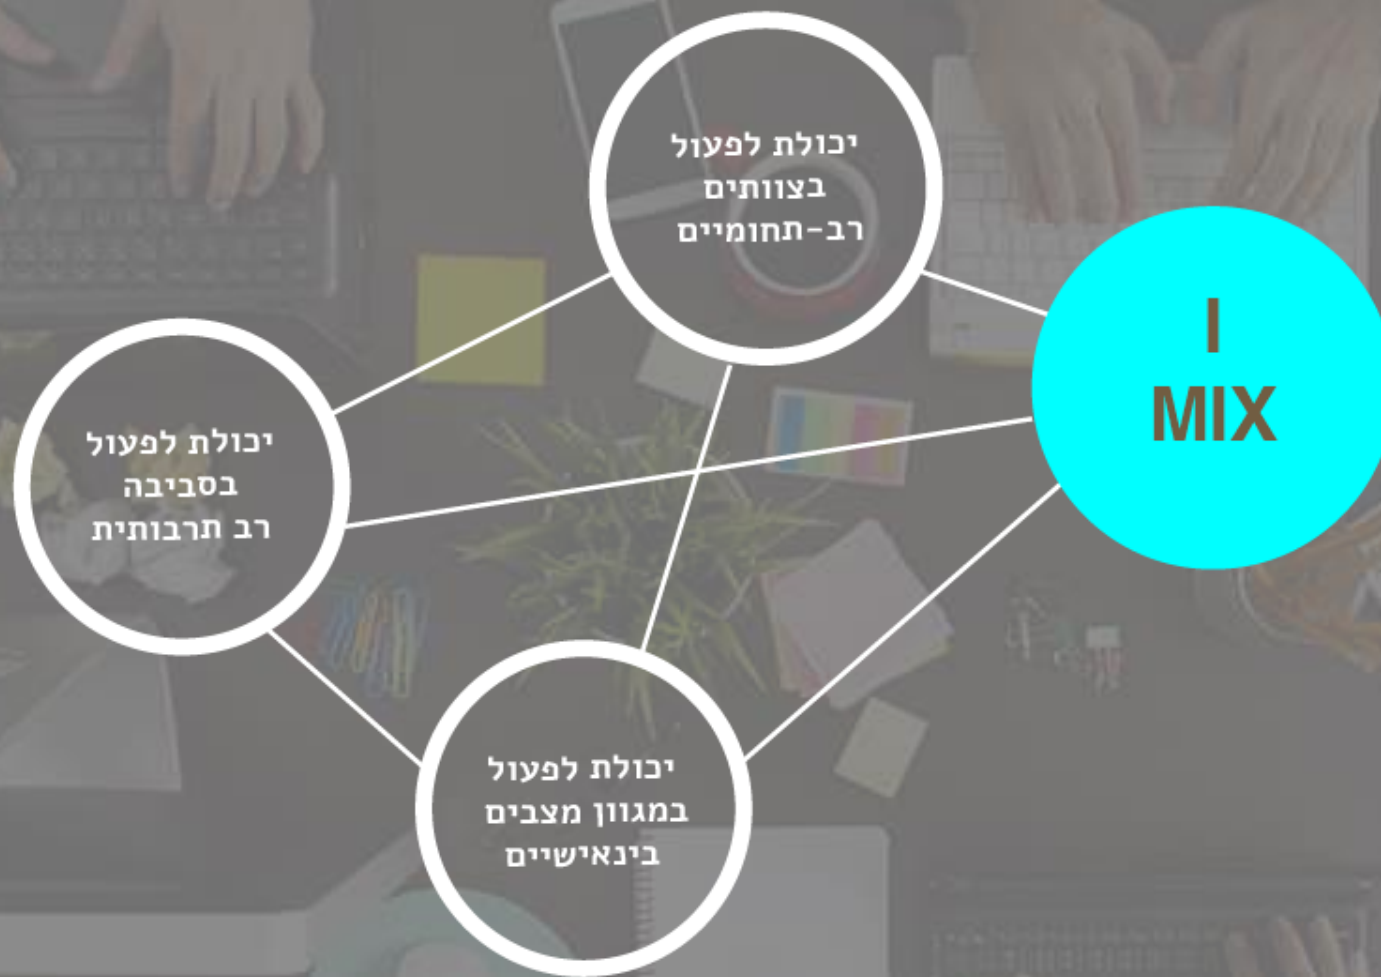 יכולת לפעול
בצוותים
רב-תחומיים
I
MIX
יכולת לפעול
בסביבה
רב תרבותית
יכולת לפעול
במגוון מצבים
בינאישיים